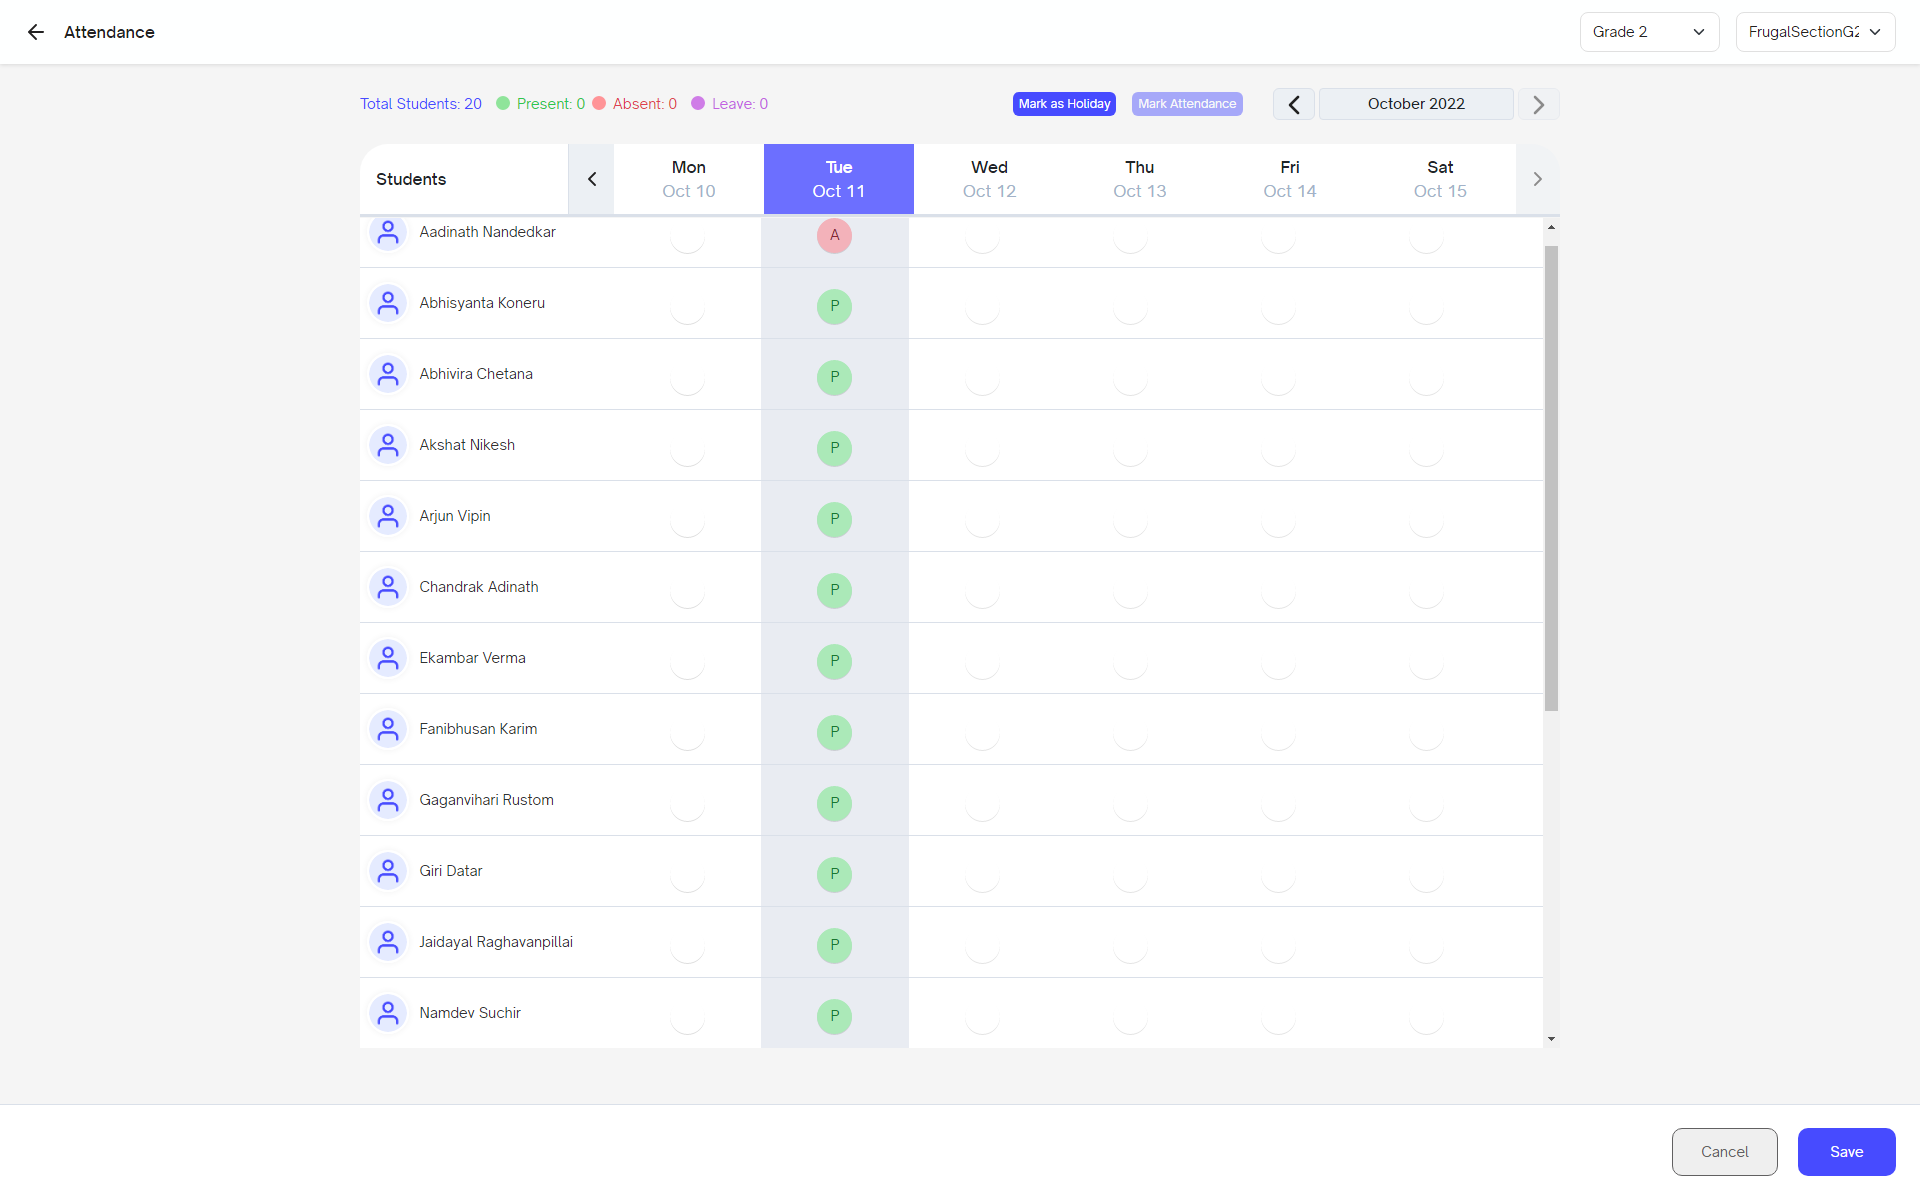 Attendance
Grade 2
FrugalSectionG2
Total Students: 20 Present: 0 Absent: 0 Leave: 0
Mark as Holiday
Mark Attendance
October 2022
Students
Mon
Oct 10
Tue
Oct 11
Wed
Oct 12
Thu
Oct 13
Fri
Oct 14
Sat
Oct 15
Aadinath Nandedkar A
Abhisyanta Koneru P
Abhivira Chetana P
Akshat Nikesh P
Arjun Vipin P
Chandrak Adinath P
Ekambar Verma P
Fanibhusan Karim P
Gaganvihari Rustom P
Giri Datar P
Jaidayal Raghavanpillai P
Namdev Suchir P
Cancel
Save